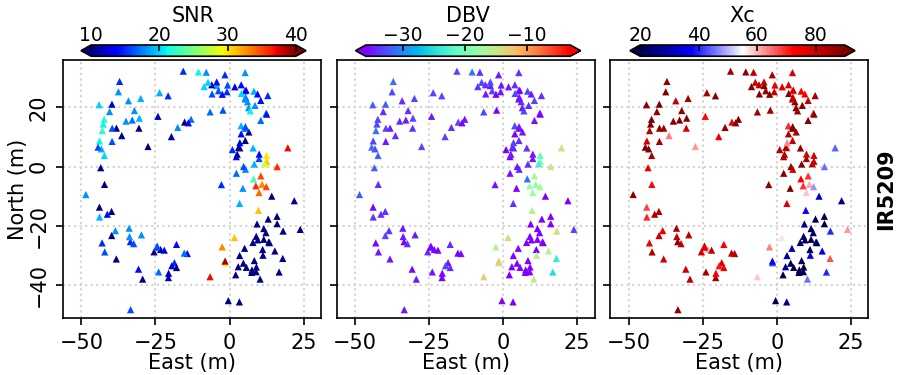 SNR DBV Xc
10 20 30 40 −30 −20 −10 20 40 60 80
20
0
−20
−40
North (m)
IR5209
−50 −25 0 25 −50 −25 0 25 −50 −25 0 25
East (m) East (m) East (m)